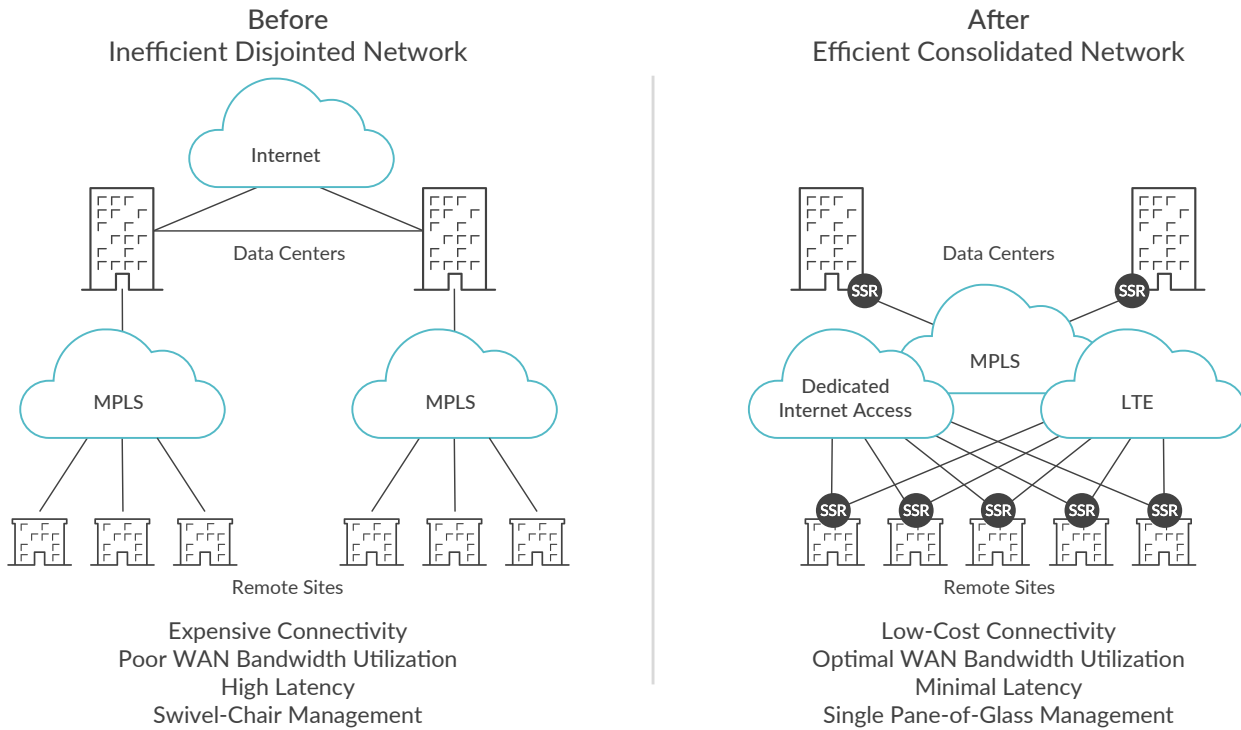 Before
Inefficient Disjointed Network
Internet
Data Centers
MPLS
MPLS
Remote Sites
Expensive Connectivity
Poor WAN Bandwidth Utilization
High Latency
Swivel-Chair Management
After
Efficient Consolidated Network
Data Centers
SSR
SSR
MPLS
Dedicated
Internet Access
LTE
SSR
SSR
SSR
SSR
SSR
Remote Sites
Low-Cost Connectivity
Optimal WAN Bandwidth Utilization
Minimal Latency
Single Pane-of-Glass Management